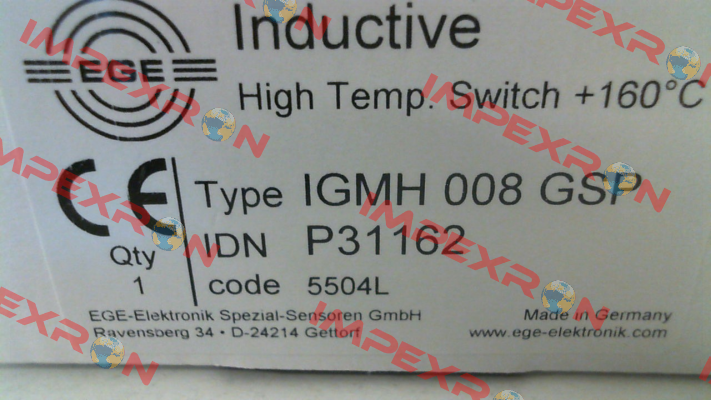 Inductive
EGE
High Temp. Switch +160°C
CE
Type IGMH 008 GSP
Qty
IDN P31162
1
code 5504L
EGE-Elektronik Spezial-Sensoren GmbH
Made in Germany
Ravensberg 34 • D-24214 Gettorf
www.ege-elektronik.com
IMPEXRON